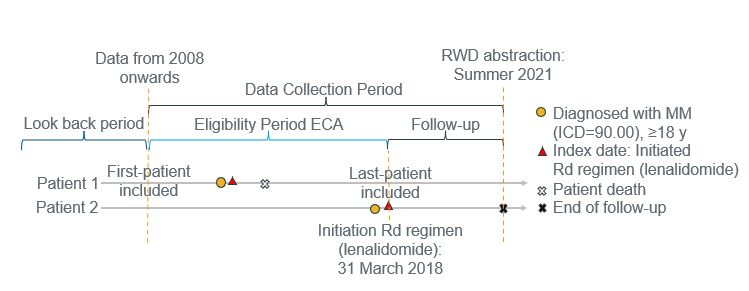 Data from 2008
onwards
RWD abstraction:
Summer 2021
Data Collection Period
Look back period
Eligibility Period ECA
Follow-up
Diagnosed with MM
(ICD=90.00), ≥18 y
Index date: Initiated
Rd regimen (lenalidomide)
Patient death
End of follow-up
First-patient
included
Last-patient
included
Patient 1
Patient 2
Initiation Rd regimen
(lenalidomide):
31 March 2018